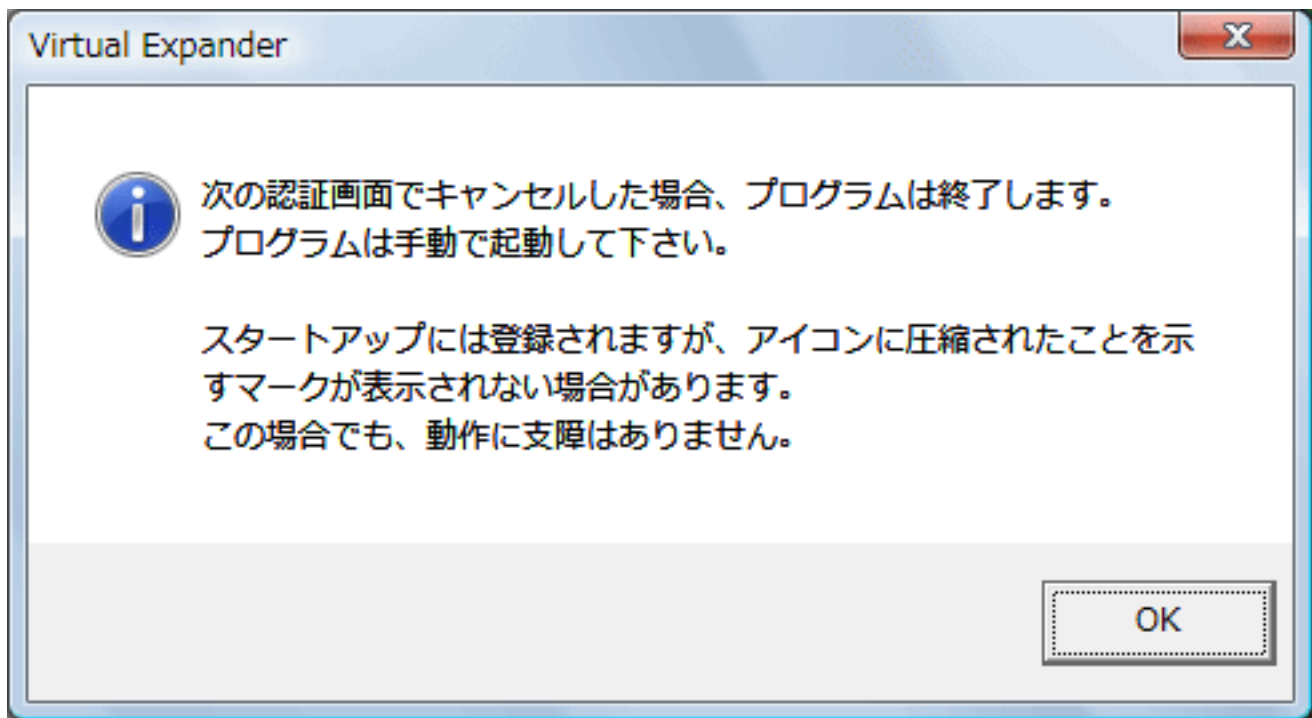 Virtual Expander
次の認証画面でキャンセルした場合、プログラムは終了します。
プログラムは手動で起動して下さい。
スタートアップには登録されますが、アイコンに圧縮されたことを示
すマークが表示されない場合があります。
この場合でも、動作に支障はありません。
OK